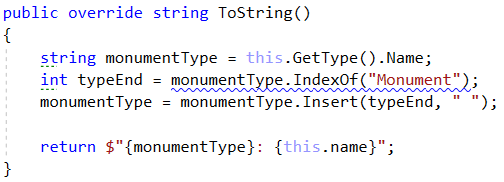 public override string ToString()
{
    string monumentType = this.GetType().Name;
    int typeEnd = monumentType.IndexOf("Monument");
    monumentType = monumentType.Insert(typeEnd, " ");

    return $"{monumentType}: {this.name}";
}